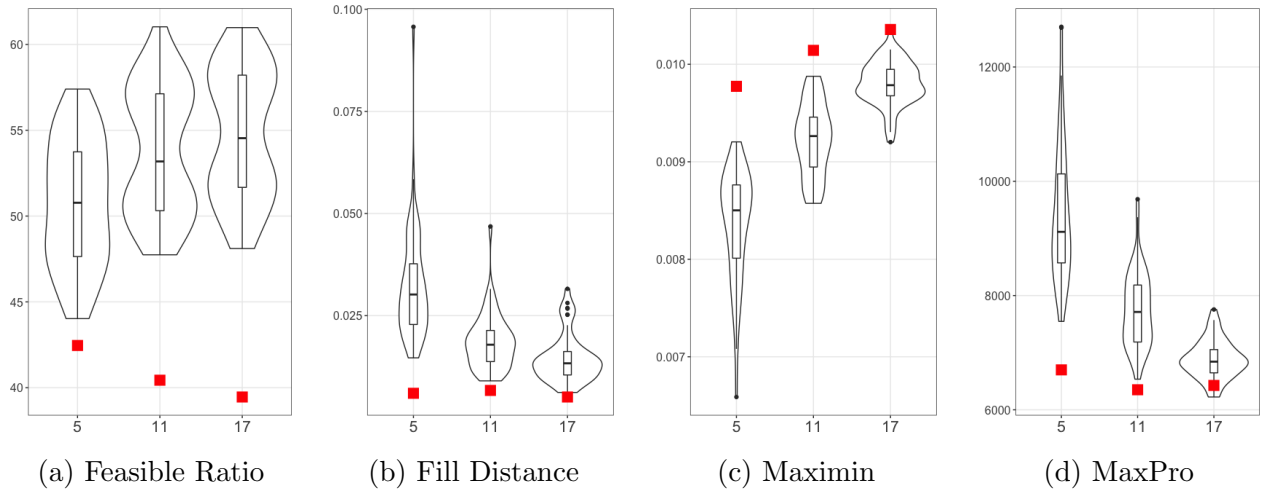 60
55
50
45
40
5 11 17
(a) Feasible Ratio
0.100
0.075
0.050
0.025
5 11 17
(b) Fill Distance
0.010
0.009
0.008
0.007
5 11 17
(c) Maximin
12000
10000
8000
6000
5 11 17
(d) MaxPro